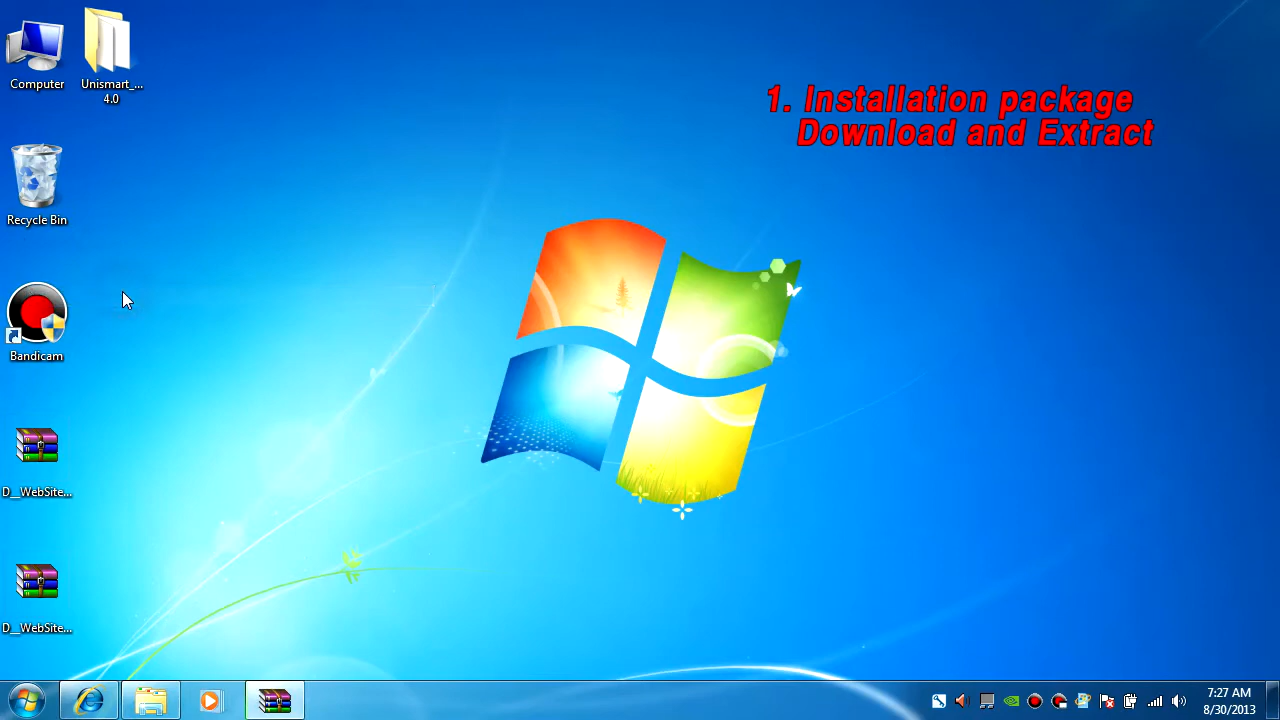 Computer
Unismart_...
4.0
1. Installation package
Download and Extract
Recycle Bin
Bandicam
D__WebSite...
D__WebSite...
7:27 AM
8/30/2013